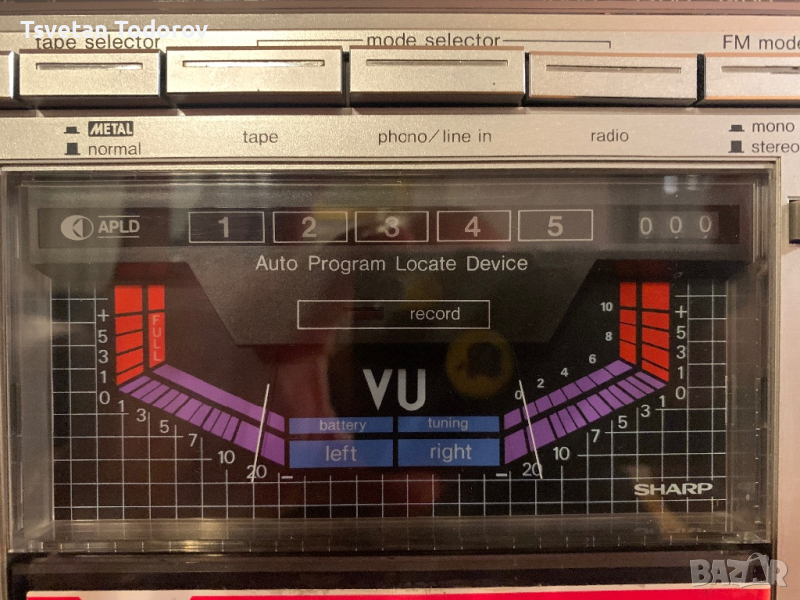 Tsvetan Todorov
tape selector mode selector FM mode
METAL tape phono/line in radio mono
normal stereo
APLD 1 2 3 4 5 000
Auto Program Locate Device
record
VU
+ 5 3 1 0 1 3 5 7 10 20 −
FULL
battery tuning
left right
0 2 4 6 8 10
− 20 10 7 5 3 1 0 1 3 5 +
SHARP
BAZAR